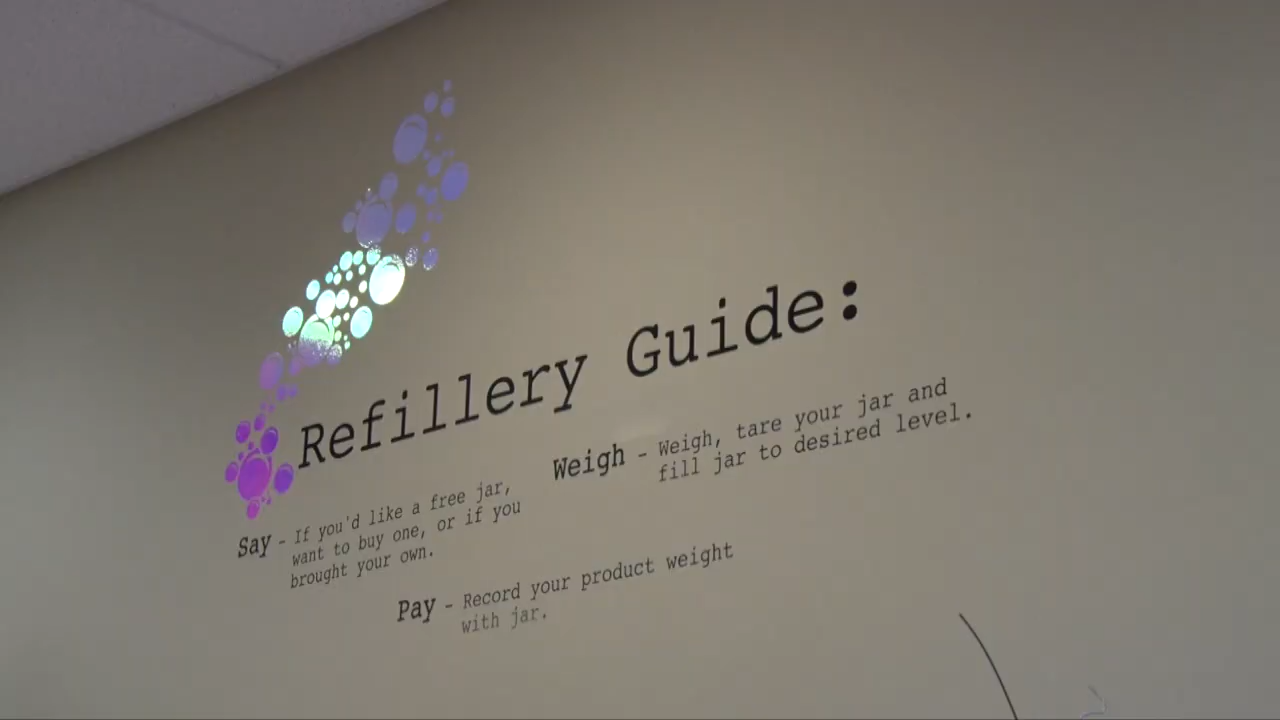 Refillery Guide:
Say - If you'd like a free jar,
want to buy one, or if you
brought your own.
Weigh - Weigh, tare your jar and
fill jar to desired level.
Pay - Record your product weight
with jar.